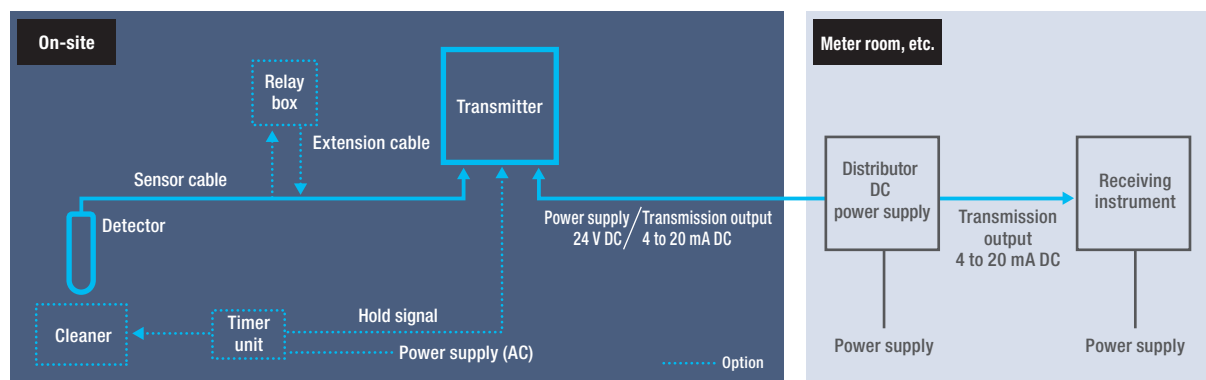 On-site
Relay
box
Transmitter
Extension cable
Sensor cable
Detector
Power supply / Transmission output
24 V DC / 4 to 20 mA DC
Cleaner
Timer
unit
Hold signal
Power supply (AC)
Option
Meter room, etc.
Distributor
DC
power supply
Transmission
output
4 to 20 mA DC
Receiving
instrument
Power supply
Power supply